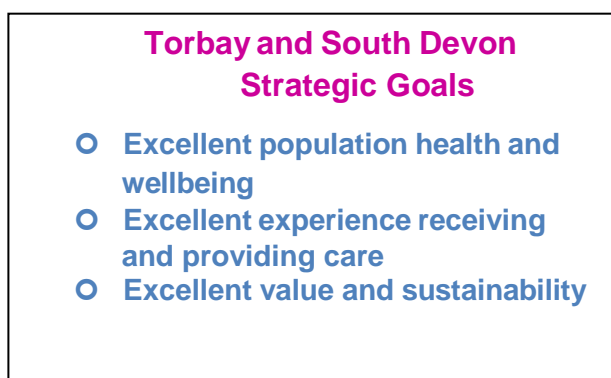 Torbay and South Devon
Strategic Goals
Excellent population health and
wellbeing
Excellent experience receiving
and providing care
Excellent value and sustainability